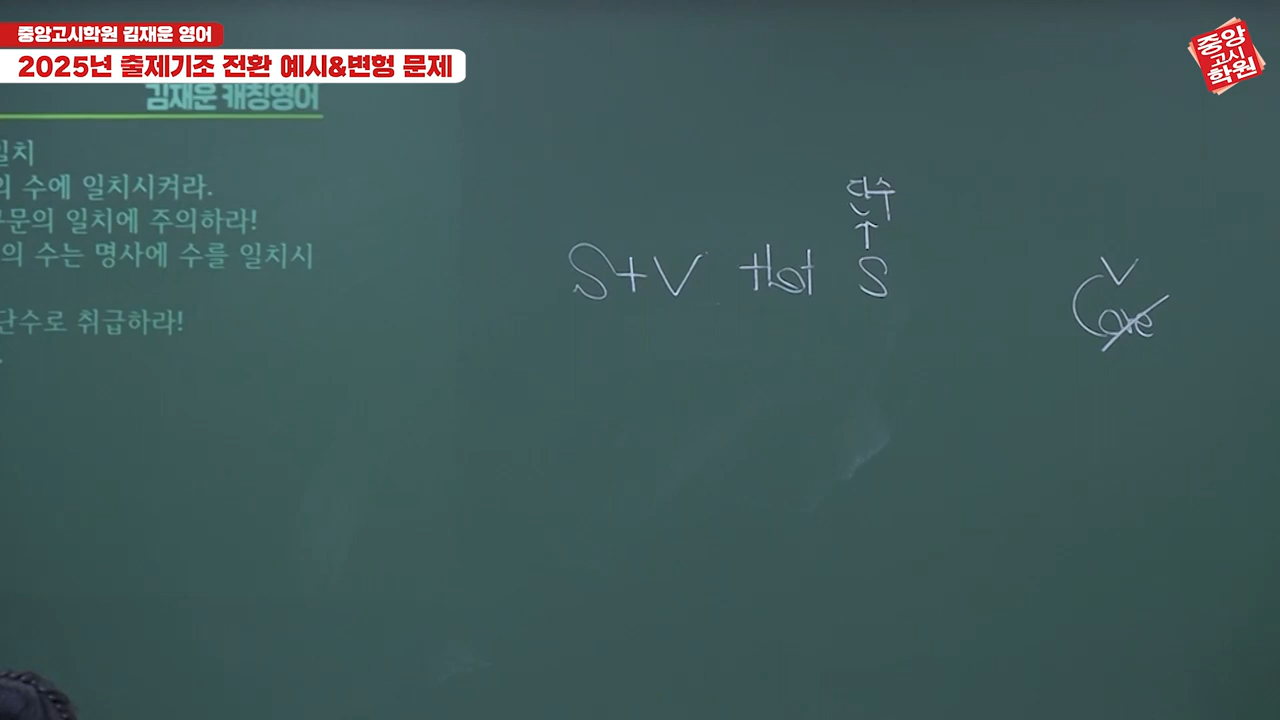 중앙고시학원 김재운 영어
2025년 출제기조 전환 예시&변형 문제
중앙
고시
학원
김재운 캐칭영어
일치
의 수에 일치시켜라.
구문의 일치에 주의하라!
의 수는 명사에 수를 일치시
단수로 취급하라!
단수
S+V that S
V
are